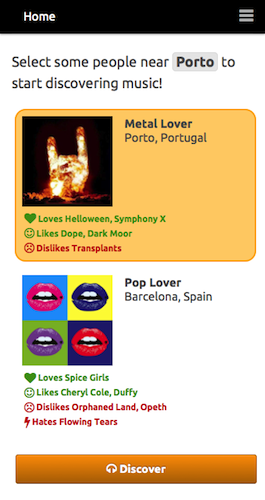 Home
Select some people near Porto to
start discovering music!
Metal Lover
Porto, Portugal
Loves Helloween, Symphony X
Likes Dope, Dark Moor
Dislikes Transplants
Pop Lover
Barcelona, Spain
Loves Spice Girls
Likes Cheryl Cole, Duffy
Dislikes Orphaned Land, Opeth
Hates Flowing Tears
Discover